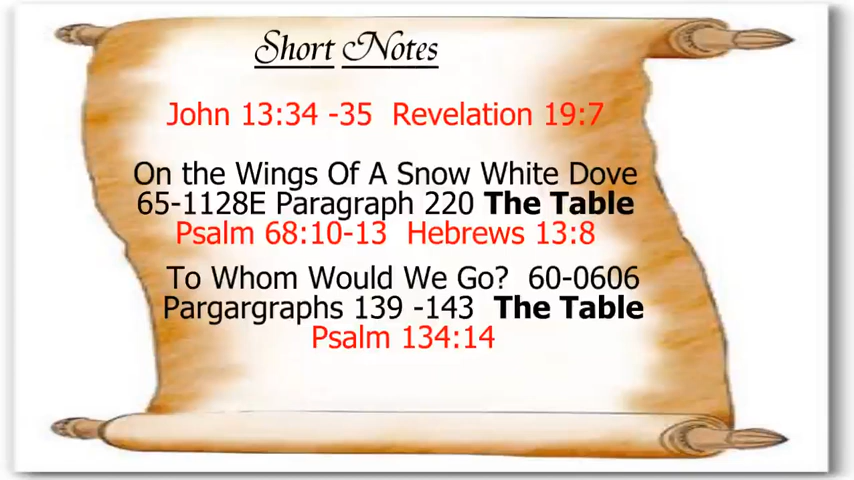 Short Notes
John 13:34 -35 Revelation 19:7
On the Wings Of A Snow White Dove
65-1128E Paragraph 220 The Table
Psalm 68:10-13 Hebrews 13:8
To Whom Would We Go? 60-0606
Pargargraphs 139 -143 The Table
Psalm 134:14